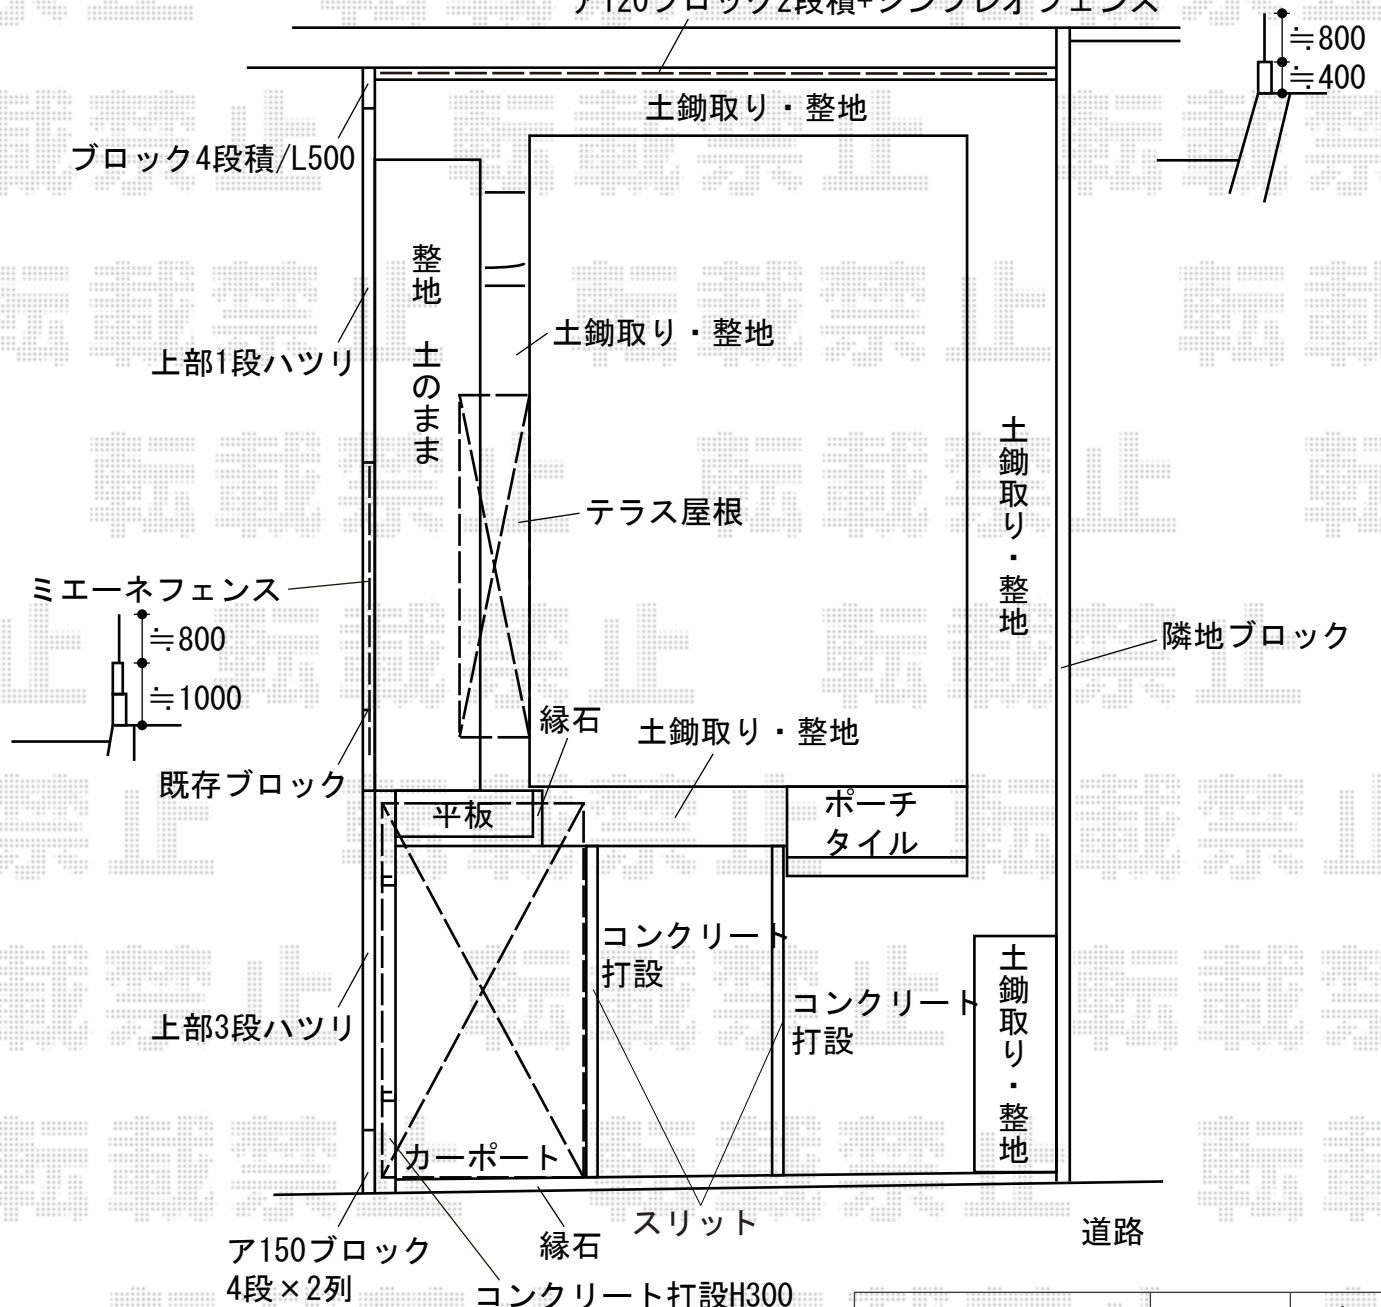 ア120ブロック2段積+シンプレオフェンス
≒800
≒400
土鋤取り・整地
ブロック4段積/L500
整地 土のまま
土鋤取り・整地
上部1段ハツリ
土鋤取り・整地
テラス屋根
ミエーネフェンス
≒800
≒1000
隣地ブロック
縁石
土鋤取り・整地
既存ブロック
平板
ポーチ
タイル
コンクリート
打設
コンクリート
打設
土鋤取り・整地
上部3段ハツリ
カーポート
スリット
縁石
道路
ア150ブロック
4段×2列
コンクリート打設H300
転載禁止